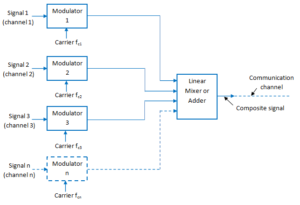 Signal 1
(channel 1)
Modulator
1
Carrier fc1
Signal 2
(channel 2)
Modulator
2
Carrier fc2
Signal 3
(channel 3)
Modulator
3
Carrier fc3
Signal n
(channel n)
Modulator
n
Carrier fcn
Linear
Mixer or
Adder
Communication
channel
Composite signal